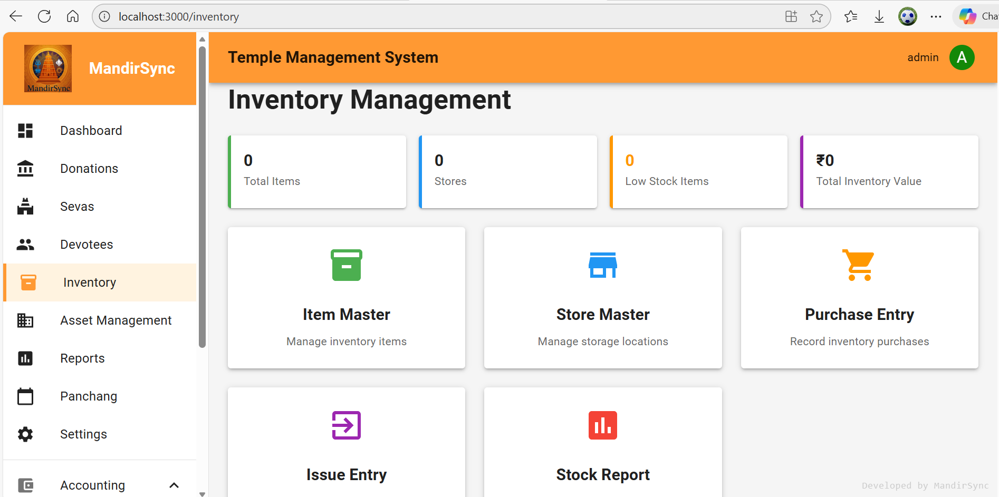 localhost:3000/inventory
Cha
MandirSync
MandirSync
Temple Management System
admin
A
Dashboard
Donations
Sevas
Devotees
Inventory
Asset Management
Reports
Panchang
Settings
Accounting
Inventory Management
0
Total Items
0
Stores
0
Low Stock Items
₹0
Total Inventory Value
Item Master
Manage inventory items
Store Master
Manage storage locations
Purchase Entry
Record inventory purchases
Issue Entry
Stock Report
Developed by MandirSync